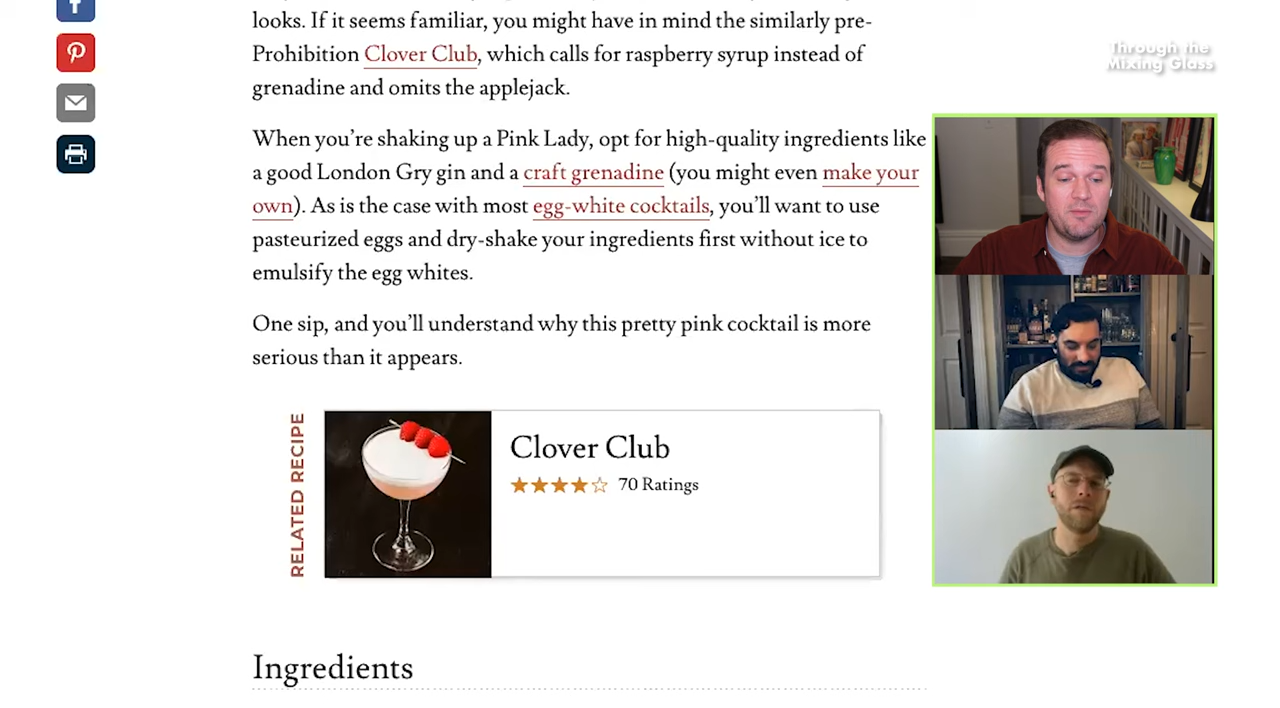 looks. If it seems familiar, you might have in mind the similarly pre-
Prohibition Clover Club, which calls for raspberry syrup instead of
grenadine and omits the applejack.
When you’re shaking up a Pink Lady, opt for high-quality ingredients like
a good London Gry gin and a craft grenadine (you might even make your
own). As is the case with most egg-white cocktails, you’ll want to use
pasteurized eggs and dry-shake your ingredients first without ice to
emulsify the egg whites.
One sip, and you’ll understand why this pretty pink cocktail is more
serious than it appears.
RELATED RECIPE
Clover Club
70 Ratings
Ingredients
Through the
Mixing Glass